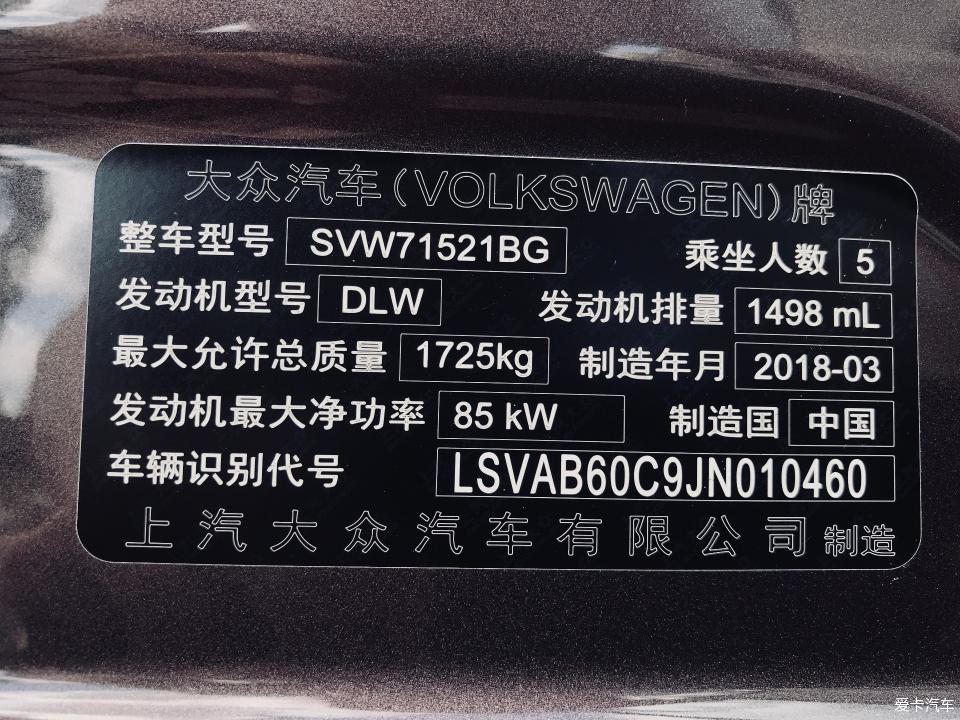 大众汽车(VOLKSWAGEN)牌
整车型号 SVW71521BG 乘坐人数 5
发动机型号 DLW 发动机排量 1498 mL
最大允许总质量 1725kg 制造年月 2018-03
发动机最大净功率 85 kW 制造国 中国
车辆识别代号 LSVAB60C9JN010460
上汽大众汽车有限公司 制造
爱卡汽车